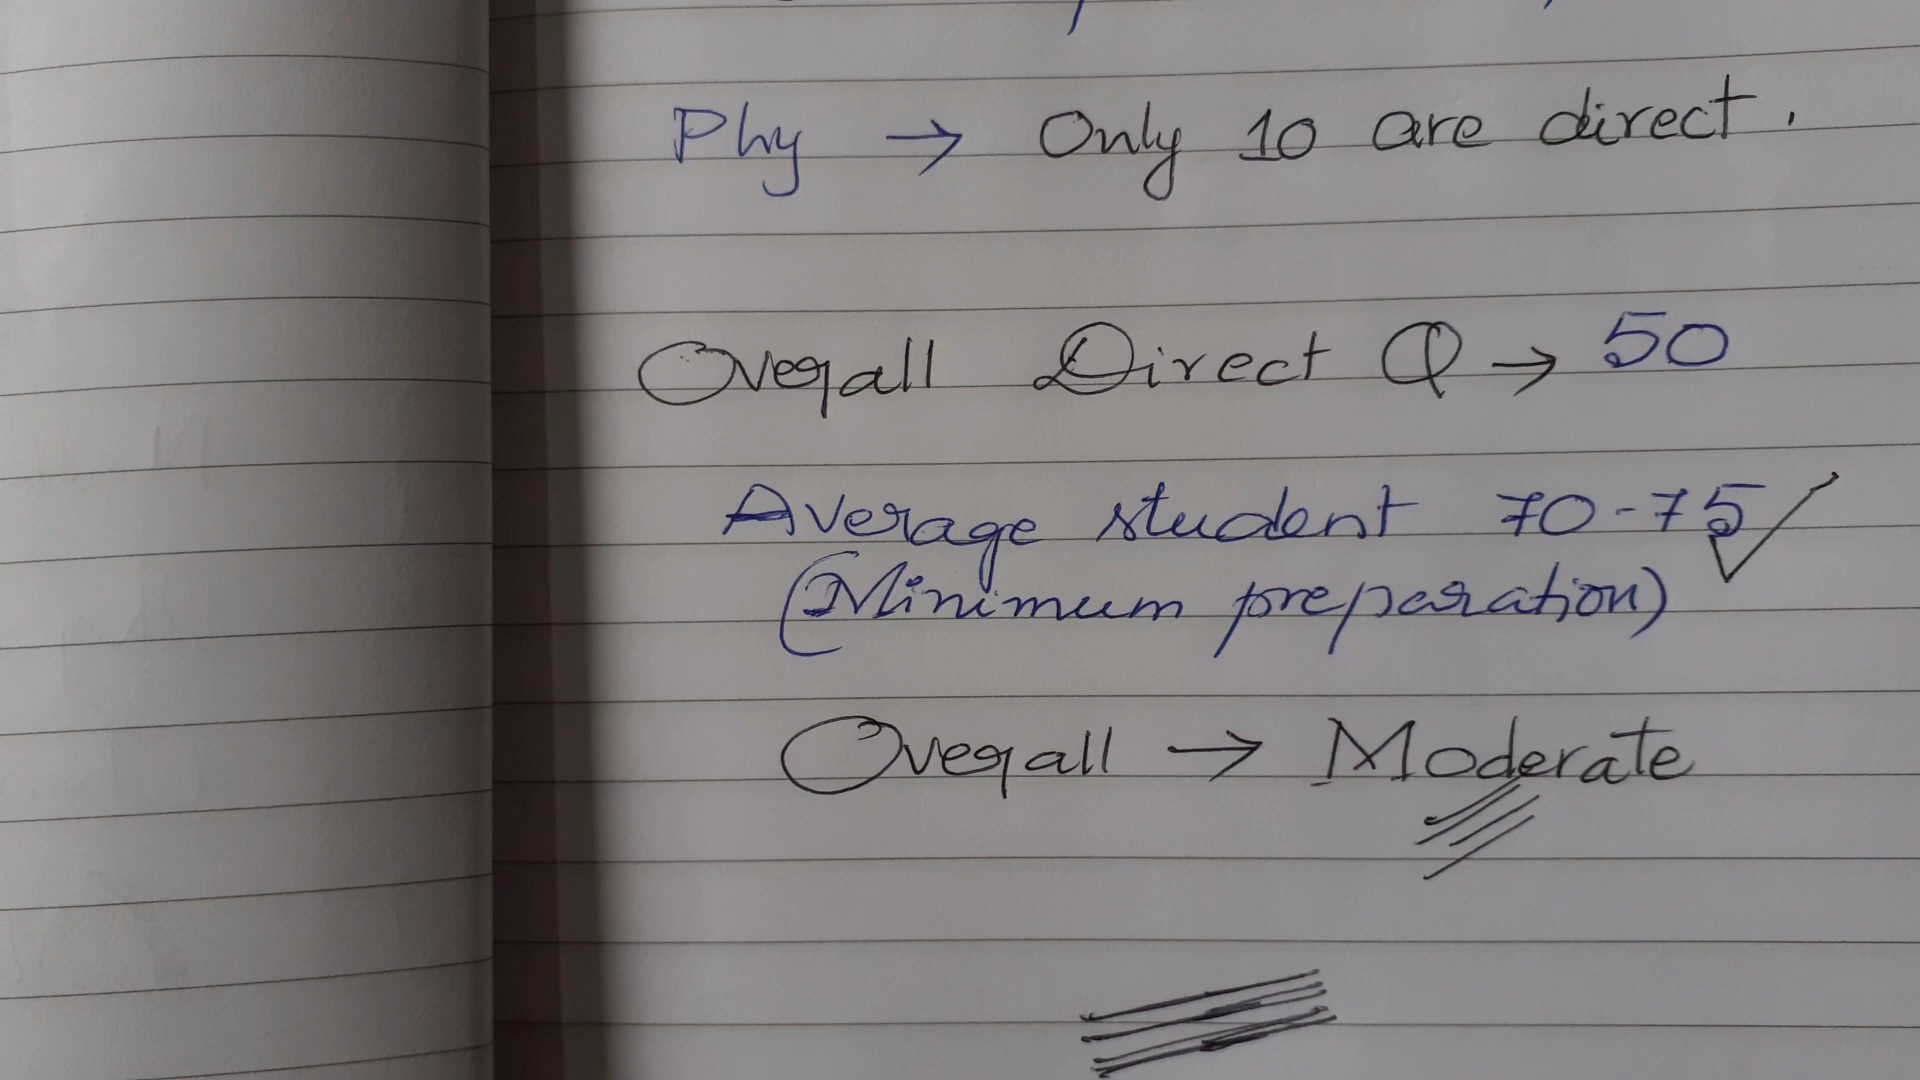 Phy → Only 10 are direct.
Overall Direct Q → 50
Average student 70-75 ✓
(Minimum preparation)
Overall → Moderate